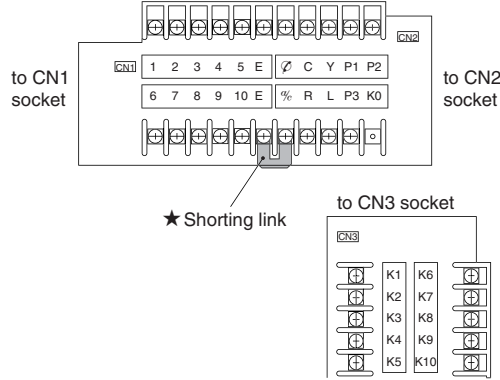 CN2
CN1 1 2 3 4 5 E ₵ C Y P1 P2
to CN1
socket
to CN2
socket
6 7 8 9 10 E % R L P3 K0
★ Shorting link
to CN3 socket
CN3
K1 K6
K2 K7
K3 K8
K4 K9
K5 K10